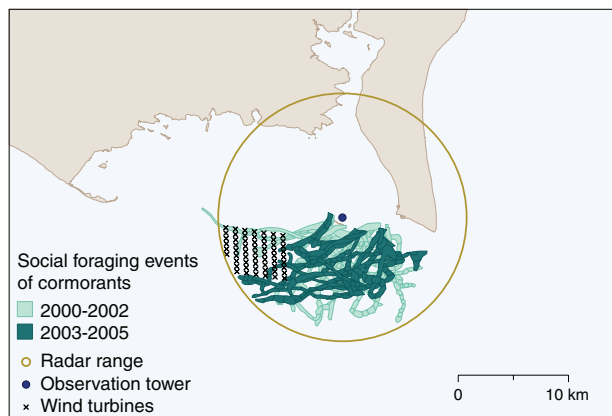 Social foraging events
of cormorants
2000-2002
2003-2005
Radar range
Observation tower
Wind turbines
0 10 km